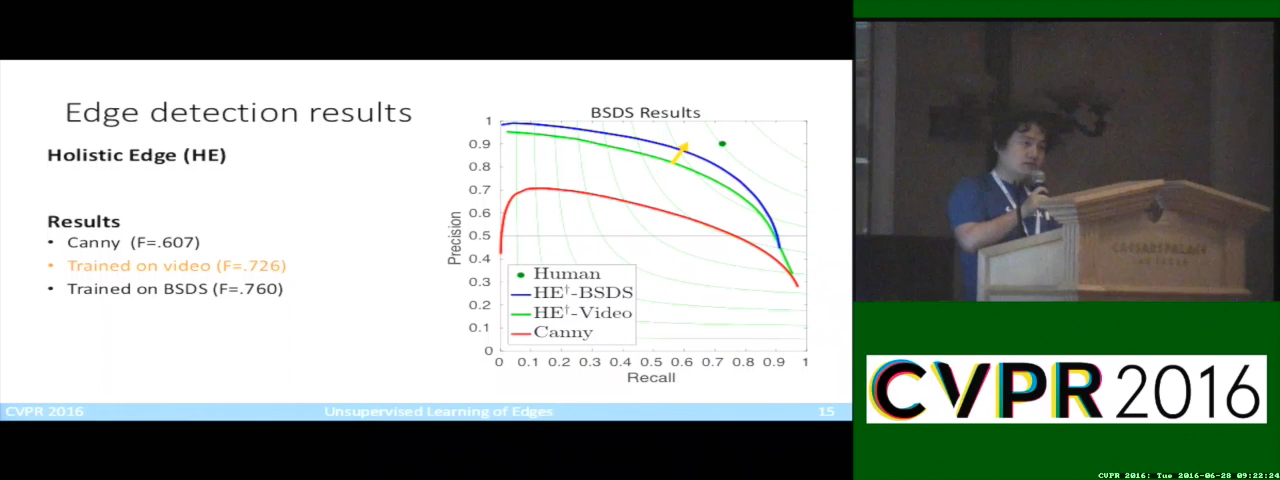 Edge detection results
Holistic Edge (HE)
Results
• Canny (F=.607)
• Trained on video (F=.726)
• Trained on BSDS (F=.760)
BSDS Results
1
0.9
0.8
0.7
0.6
0.5
0.4
0.3
0.2
0.1
0
Precision
Human
HE†-BSDS
HE†-Video
Canny
0 0.1 0.2 0.3 0.4 0.5 0.6 0.7 0.8 0.9 1
Recall
CVPR 2016 Unsupervised Learning of Edges 15
CAESARS PALACE
CVPR 2016
CVPR 2016: Tue 2016-06-28 09:22:24